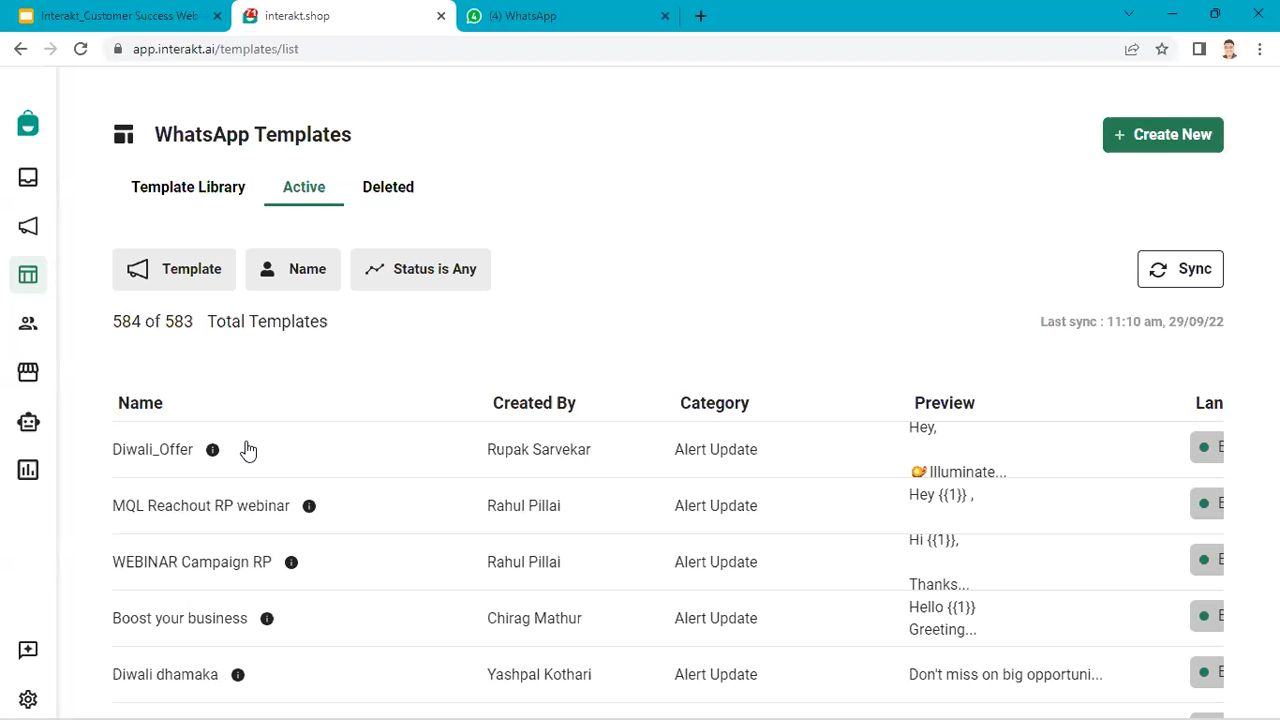 Interakt_Customer Success Web
interakt.shop
(4) WhatsApp
app.interakt.ai/templates/list
WhatsApp Templates
+ Create New
Template Library
Active
Deleted
Template
Name
Status is Any
Sync
584 of 583 Total Templates
Last sync : 11:10 am, 29/09/22
Name Created By Category Preview Lan
Hey,
Diwali_Offer Rupak Sarvekar Alert Update
Illuminate...
Hey {{1}} ,
MQL Reachout RP webinar Rahul Pillai Alert Update
Hi {{1}},
WEBINAR Campaign RP Rahul Pillai Alert Update
Thanks...
Hello {{1}}
Boost your business Chirag Mathur Alert Update
Greeting...
Diwali dhamaka Yashpal Kothari Alert Update Don't miss on big opportuni...